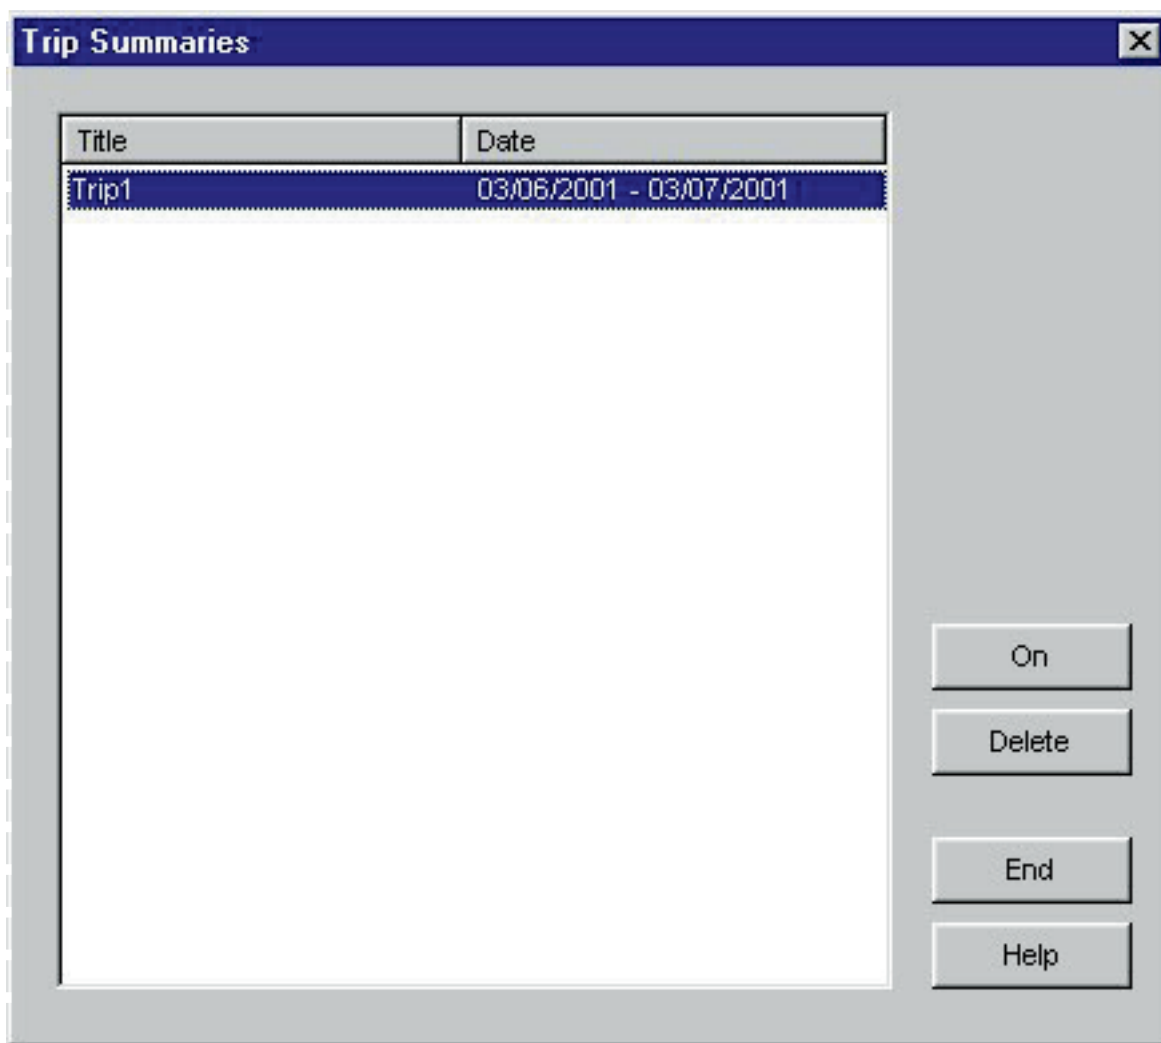 Trip Summaries
Title Date
Trip1 03/06/2001 - 03/07/2001
On
Delete
End
Help